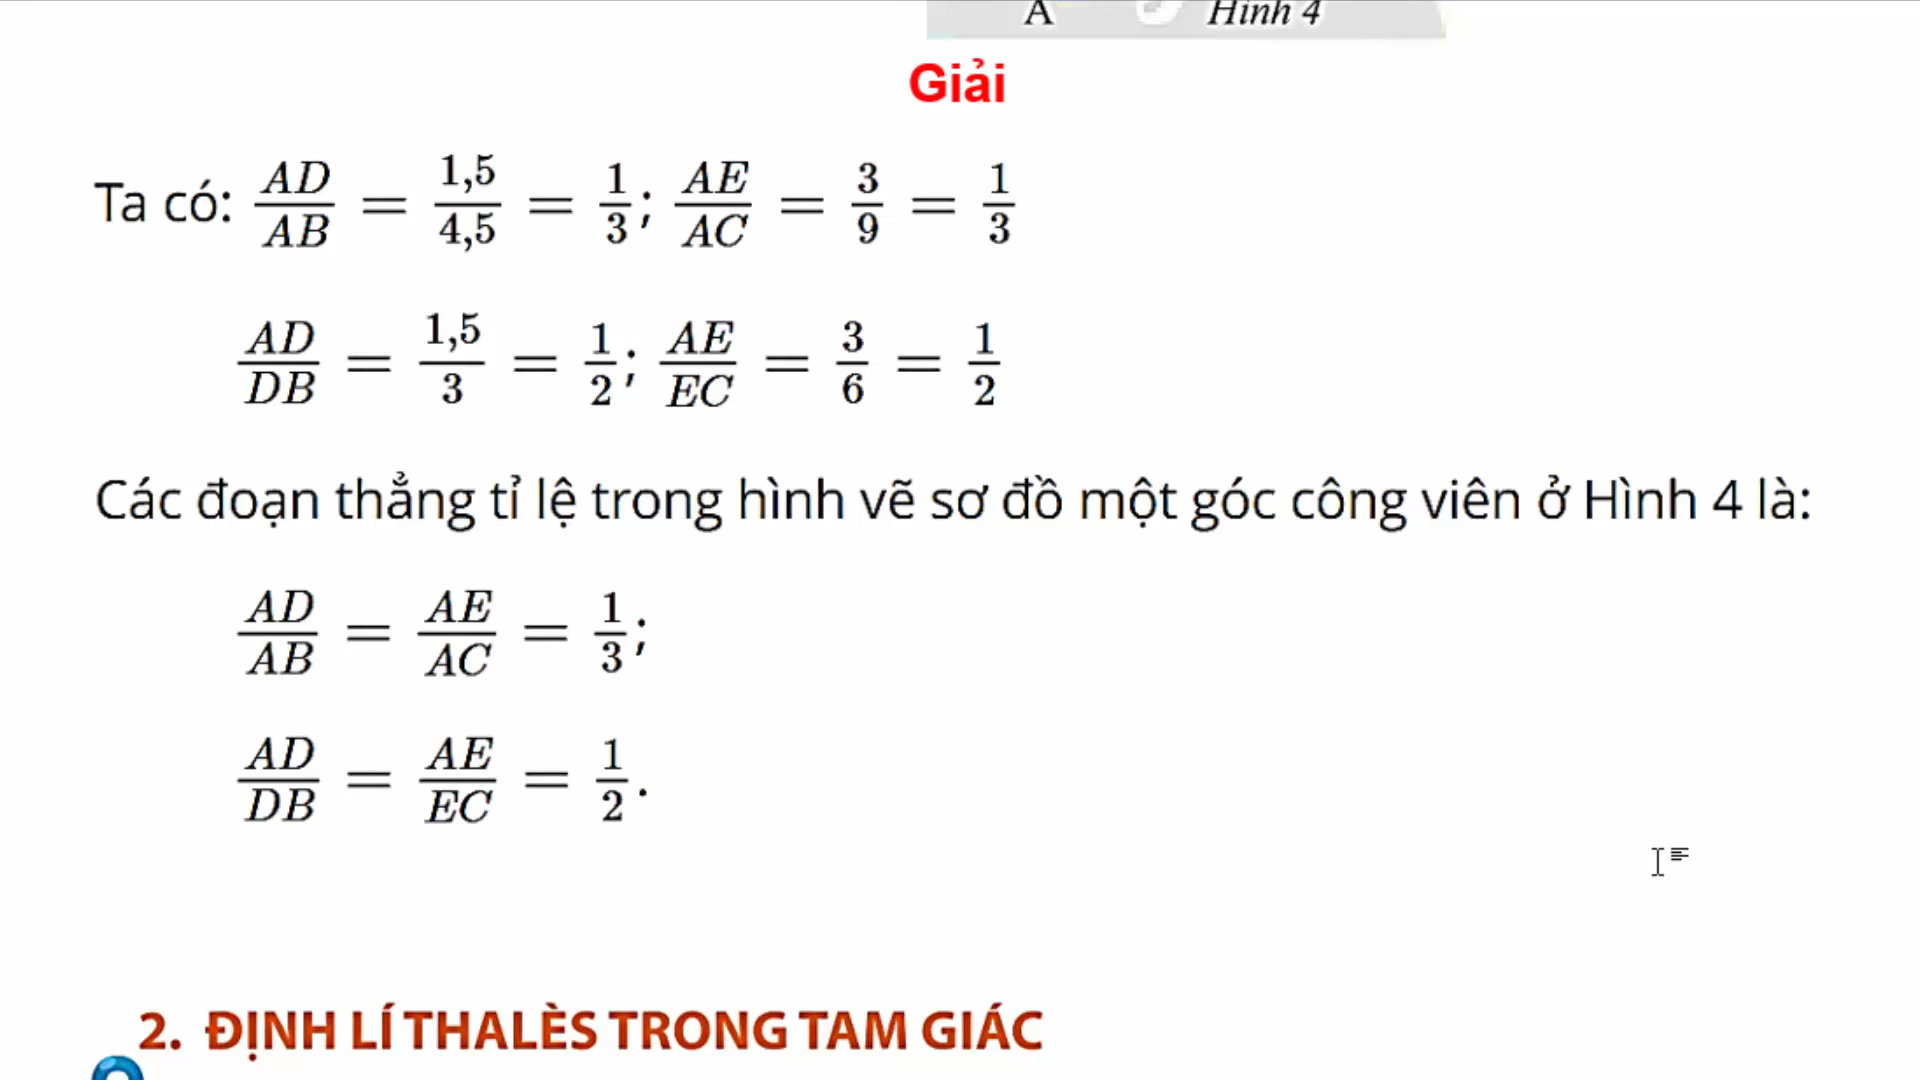 A Hình 4
Giải
Ta có: AD/AB = 1,5/4,5 = 1/3; AE/AC = 3/9 = 1/3
AD/DB = 1,5/3 = 1/2; AE/EC = 3/6 = 1/2
Các đoạn thẳng tỉ lệ trong hình vẽ sơ đồ một góc công viên ở Hình 4 là:
AD/AB = AE/AC = 1/3;
AD/DB = AE/EC = 1/2.
2. ĐỊNH LÍ THALÈS TRONG TAM GIÁC